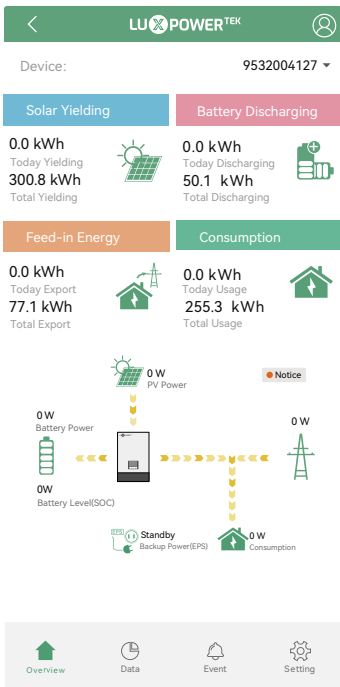 LUXPOWERTEK
Device: 9532004127
Solar Yielding
Battery Discharging
0.0 kWh
Today Yielding
300.8 kWh
Total Yielding
0.0 kWh
Today Discharging
50.1 kWh
Total Discharging
Feed-in Energy
Consumption
0.0 kWh
Today Export
77.1 kWh
Total Export
0.0 kWh
Today Usage
255.3 kWh
Total Usage
0 W
PV Power
Notice
0 W
Battery Power
0 W
0W
Battery Level(SOC)
EPS
Standby
Backup Power(EPS)
0 W
Consumption
Overview
Data
Event
Setting